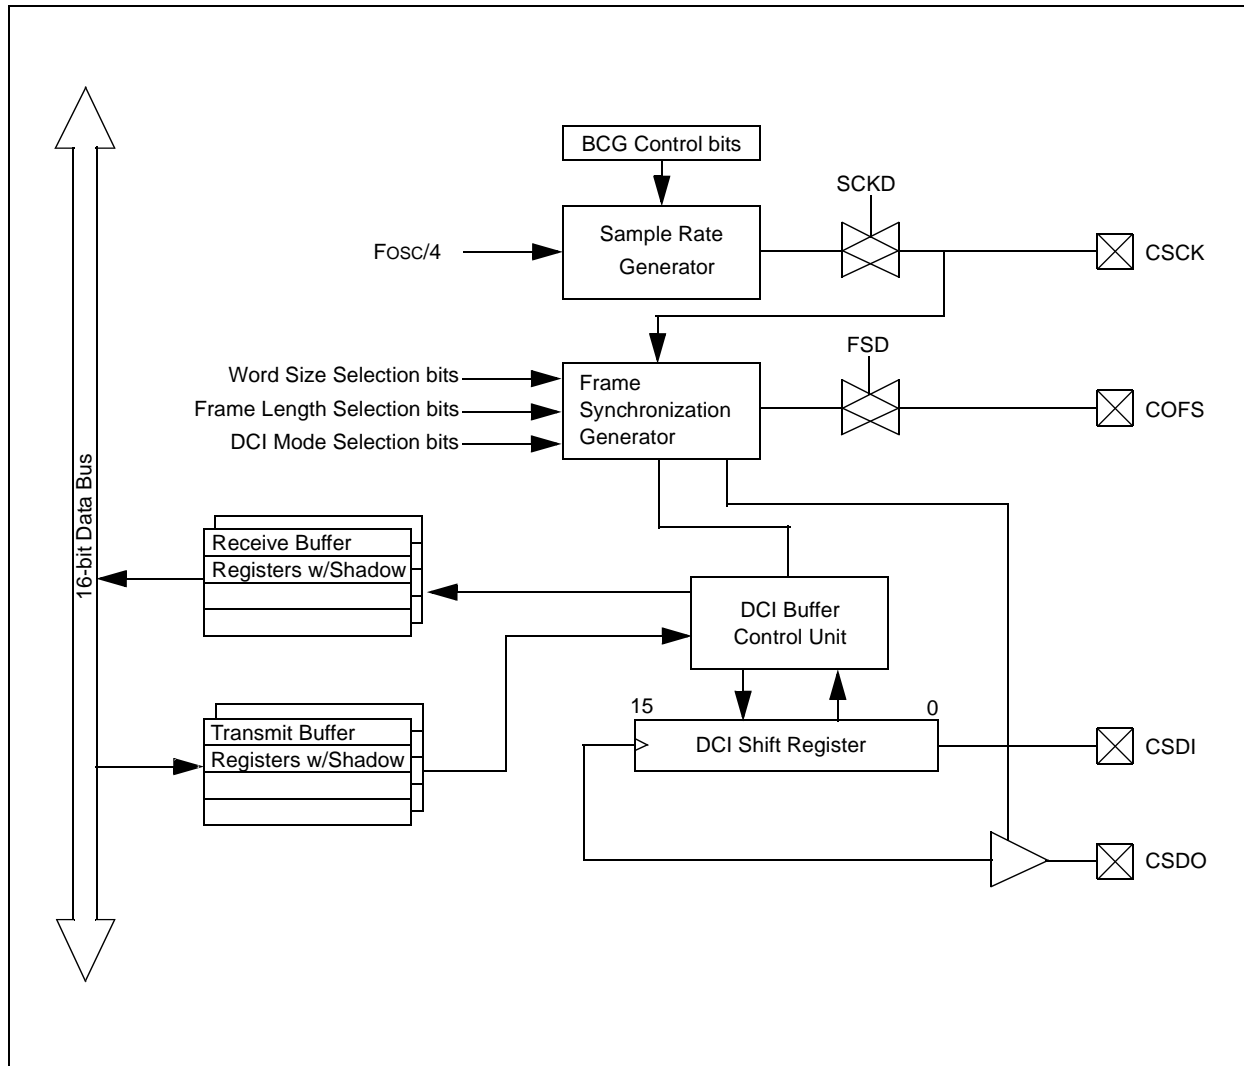 BCG Control bits
SCKD
Sample Rate
Generator
FOSC/4
CSCK
FSD
Word Size Selection bits
Frame Length Selection bits
DCI Mode Selection bits
Frame
Synchronization
Generator
COFS
16-bit Data Bus
Receive Buffer
Registers w/Shadow
DCI Buffer
Control Unit
15
0
Transmit Buffer
Registers w/Shadow
DCI Shift Register
CSDI
CSDO